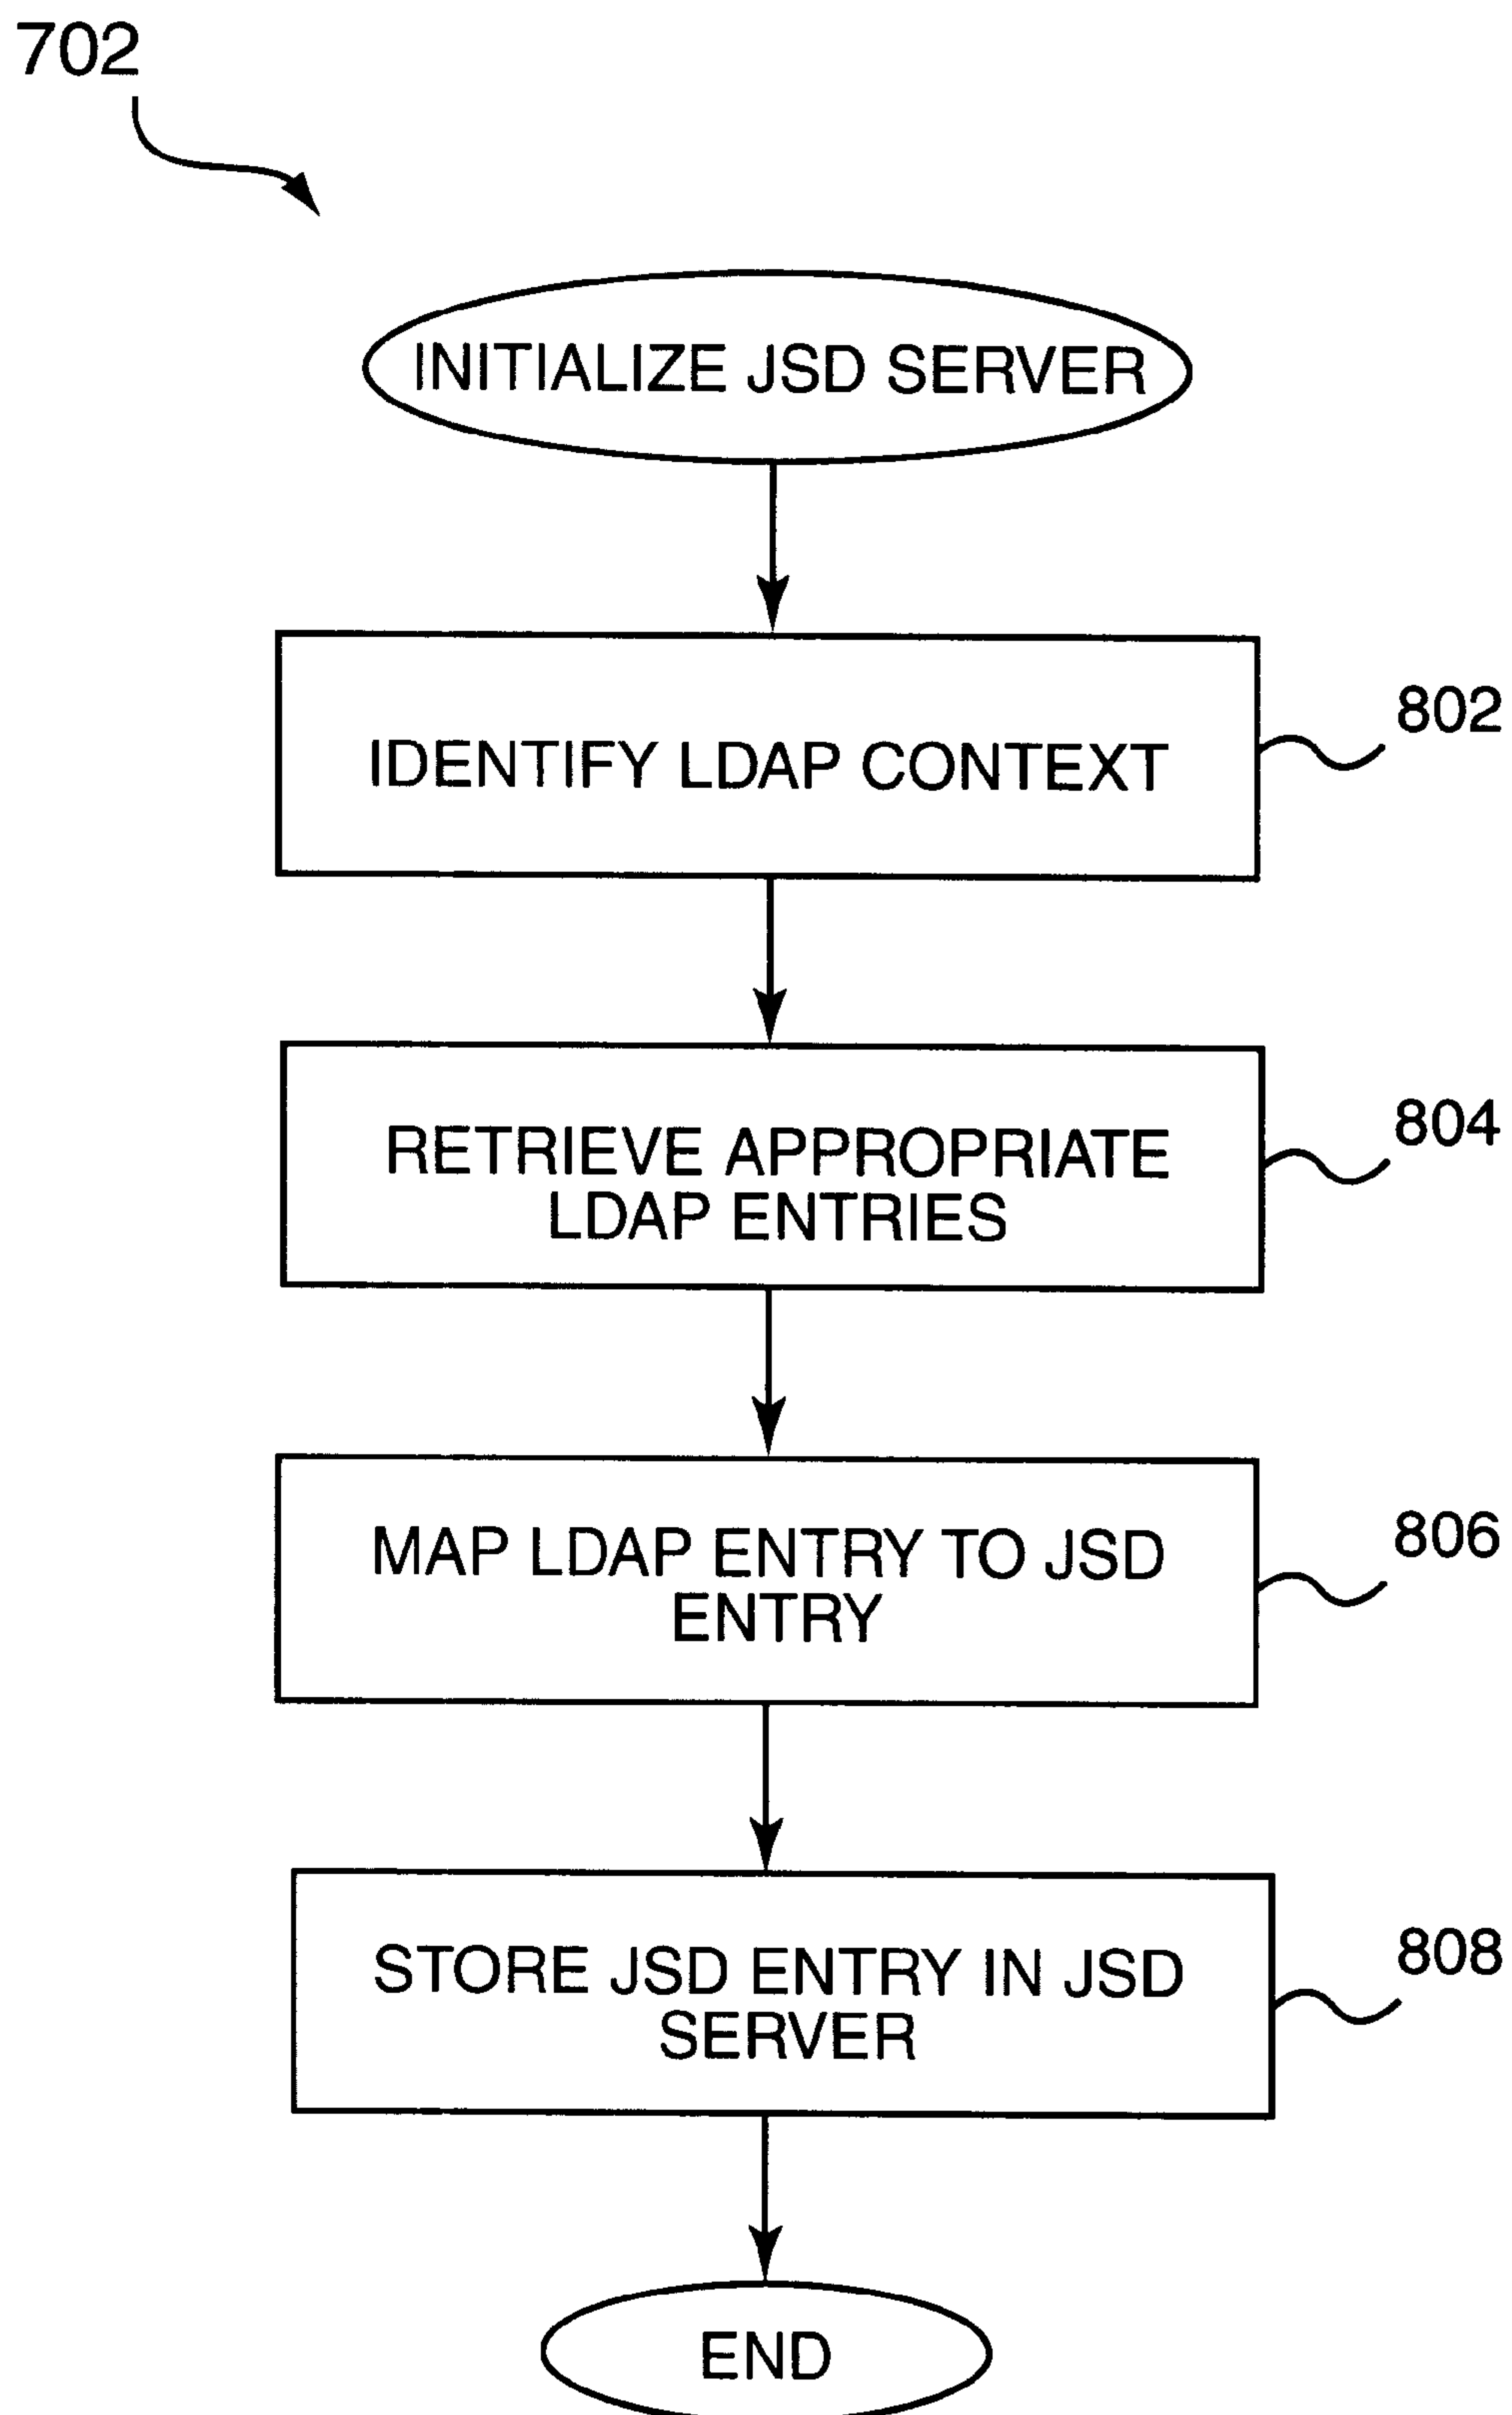 702
INITIALIZE JSD SERVER
IDENTIFY LDAP CONTEXT
802
RETRIEVE APPROPRIATE
LDAP ENTRIES
804
MAP LDAP ENTRY TO JSD
ENTRY
806
STORE JSD ENTRY IN JSD
SERVER
808
END